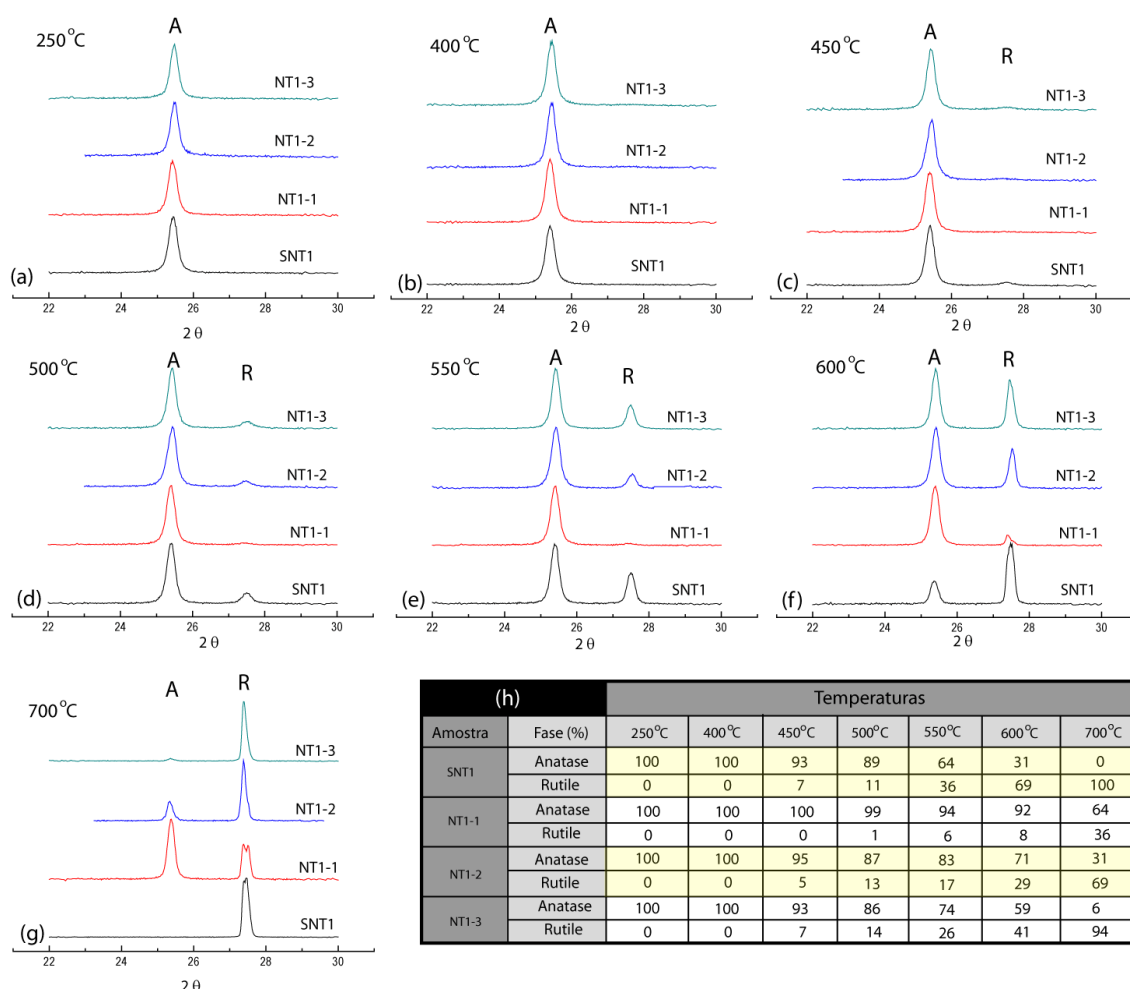 250°C
A
NT1-3
NT1-2
NT1-1
SNT1
(a)
22 24 26 28 30
2 θ
400°C
A
NT1-3
NT1-2
NT1-1
SNT1
(b)
22 24 26 28 30
2 θ
450°C
A
R
NT1-3
NT1-2
NT1-1
SNT1
(c)
22 24 26 28 30
2 θ
500°C
A
R
NT1-3
NT1-2
NT1-1
SNT1
(d)
22 24 26 28 30
2 θ
550°C
A
R
NT1-3
NT1-2
NT1-1
SNT1
(e)
22 24 26 28 30
2 θ
600°C
A
R
NT1-3
NT1-2
NT1-1
SNT1
(f)
22 24 26 28 30
2 θ
700°C
A
R
NT1-3
NT1-2
NT1-1
SNT1
(g)
22 24 26 28 30
2 θ
(h) Temperaturas
Amostra Fase (%) 250°C 400°C 450°C 500°C 550°C 600°C 700°C
SNT1
Anatase 100 100 93 89 64 31 0
Rutile 0 0 7 11 36 69 100
NT1-1
Anatase 100 100 100 99 94 92 64
Rutile 0 0 0 1 6 8 36
NT1-2
Anatase 100 100 95 87 83 71 31
Rutile 0 0 5 13 17 29 69
NT1-3
Anatase 100 100 93 86 74 59 6
Rutile 0 0 7 14 26 41 94